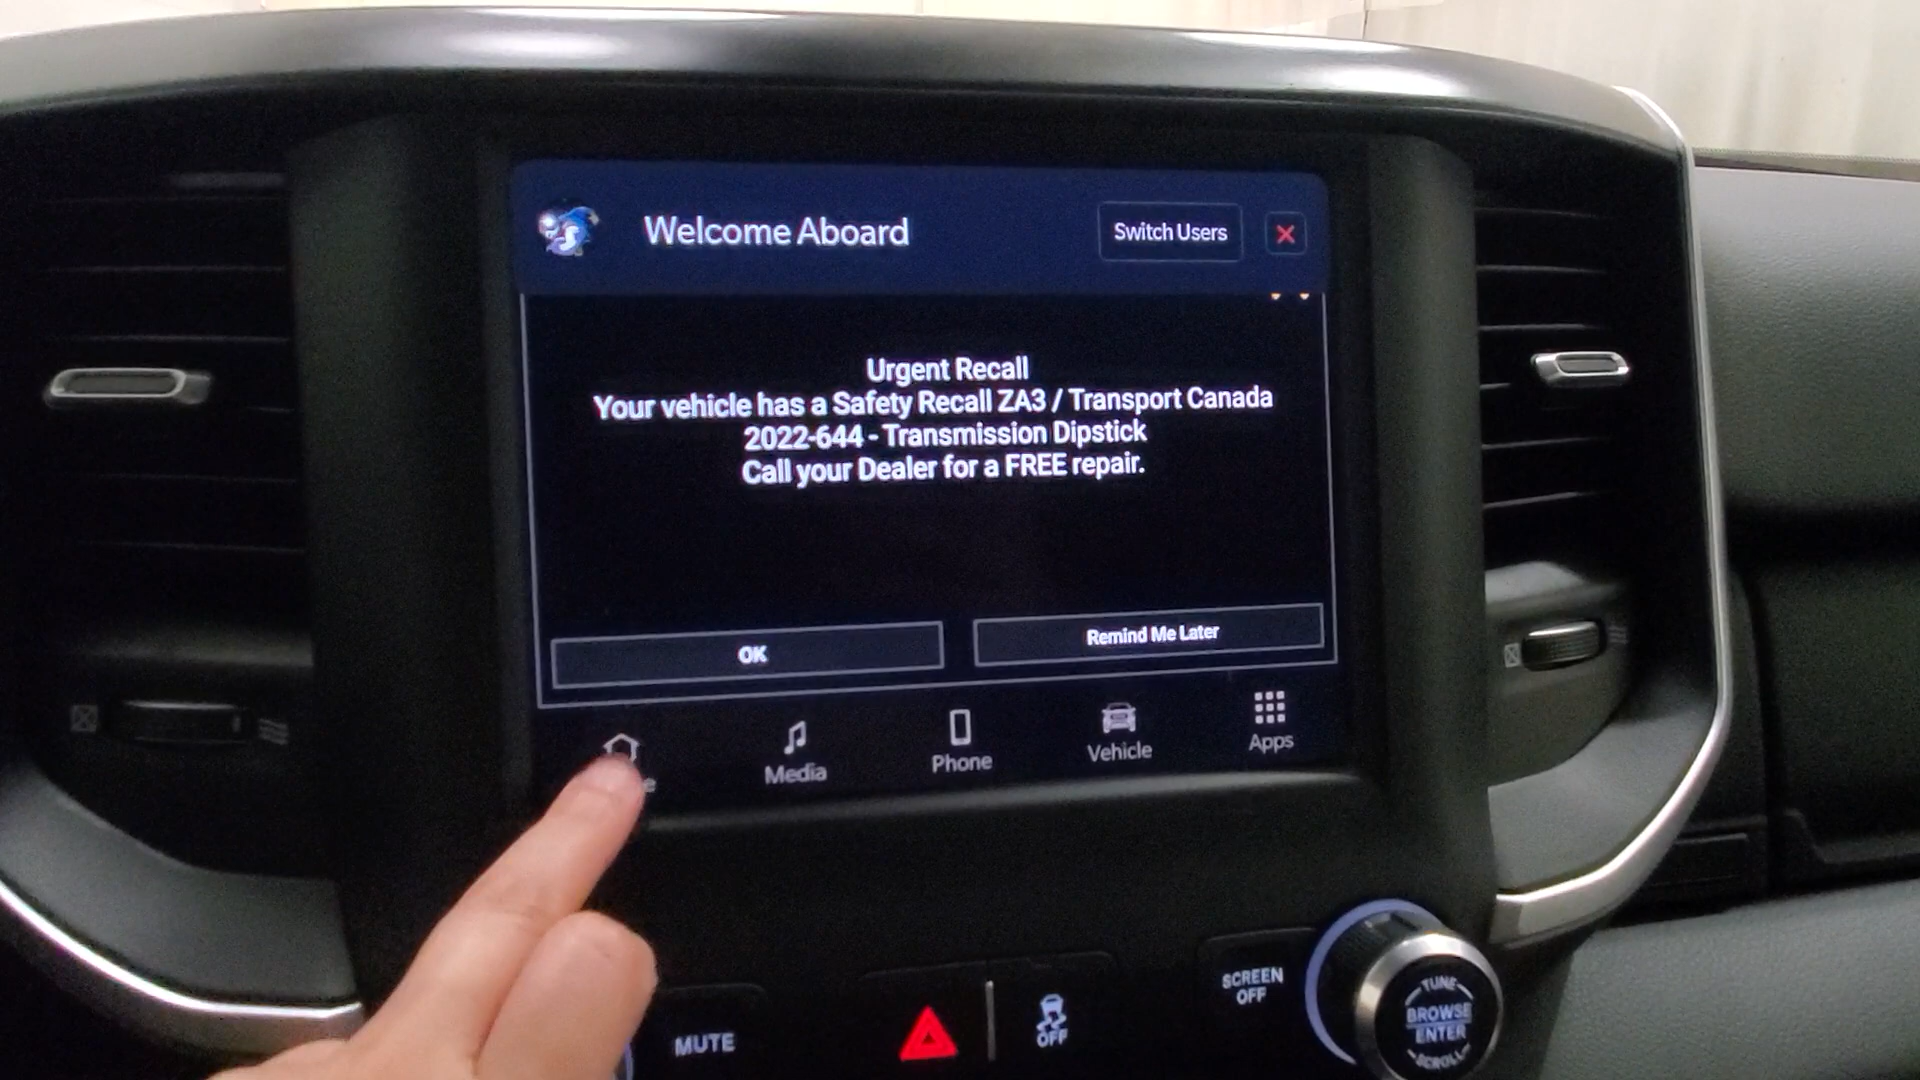 Welcome Aboard
Switch Users
Urgent Recall
Your vehicle has a Safety Recall ZA3 / Transport Canada
2022-644 - Transmission Dipstick
Call your Dealer for a FREE repair.
OK
Remind Me Later
Media
Phone
Vehicle
Apps
MUTE
OFF
SCREEN
OFF
TUNE
BROWSE
ENTER
SCROLL